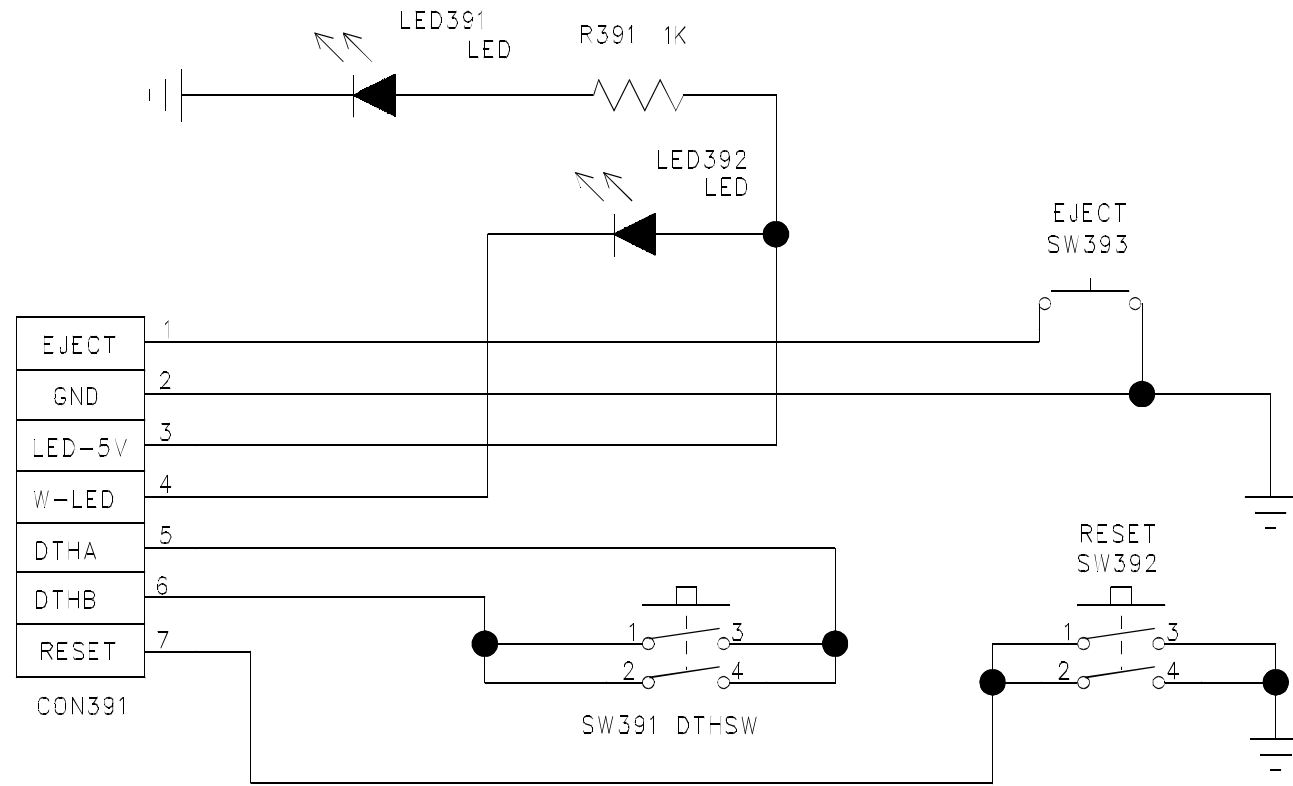 LED391
LED
R391 1K
LED392
LED
EJECT
SW393
EJECT 1
GND 2
LED-5V 3
W-LED 4
DTHA 5
DTHB 6
RESET 7
CON391
1 3
2 4
SW391 DTHSW
RESET
SW392
1 3
2 4